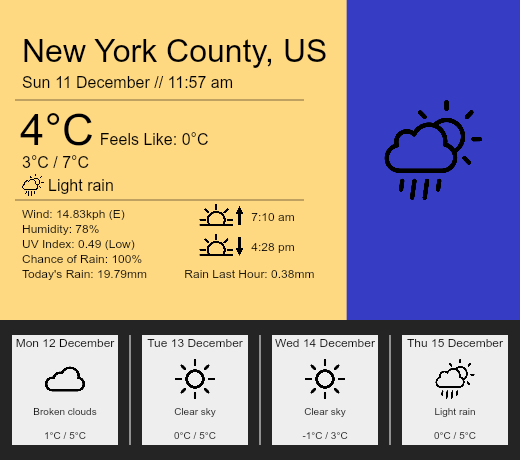 New York County, US
Sun 11 December // 11:57 am
4°C Feels Like: 0°C
3°C / 7°C
Light rain
Wind: 14.83kph (E)
Humidity: 78%
UV Index: 0.49 (Low)
Chance of Rain: 100%
Today's Rain: 19.79mm
7:10 am
4:28 pm
Rain Last Hour: 0.38mm
Mon 12 December
Broken clouds
1°C / 5°C
Tue 13 December
Clear sky
0°C / 5°C
Wed 14 December
Clear sky
-1°C / 3°C
Thu 15 December
Light rain
0°C / 5°C